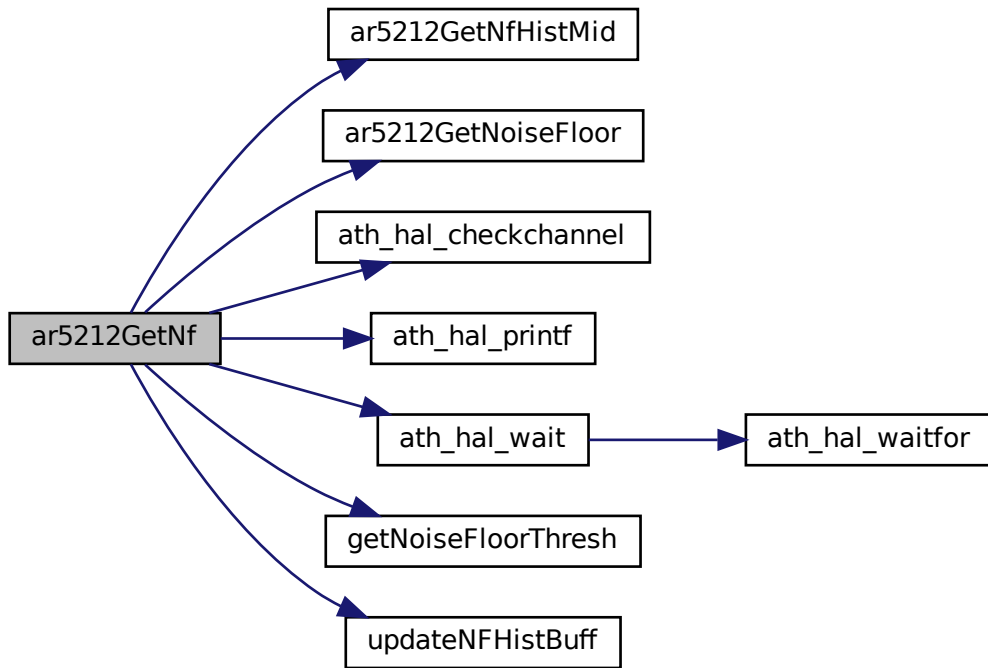 ar5212GetNfHistMid
ar5212GetNoiseFloor
ath_hal_checkchannel
ar5212GetNf
ath_hal_printf
ath_hal_wait
ath_hal_waitfor
getNoiseFloorThresh
updateNFHistBuff